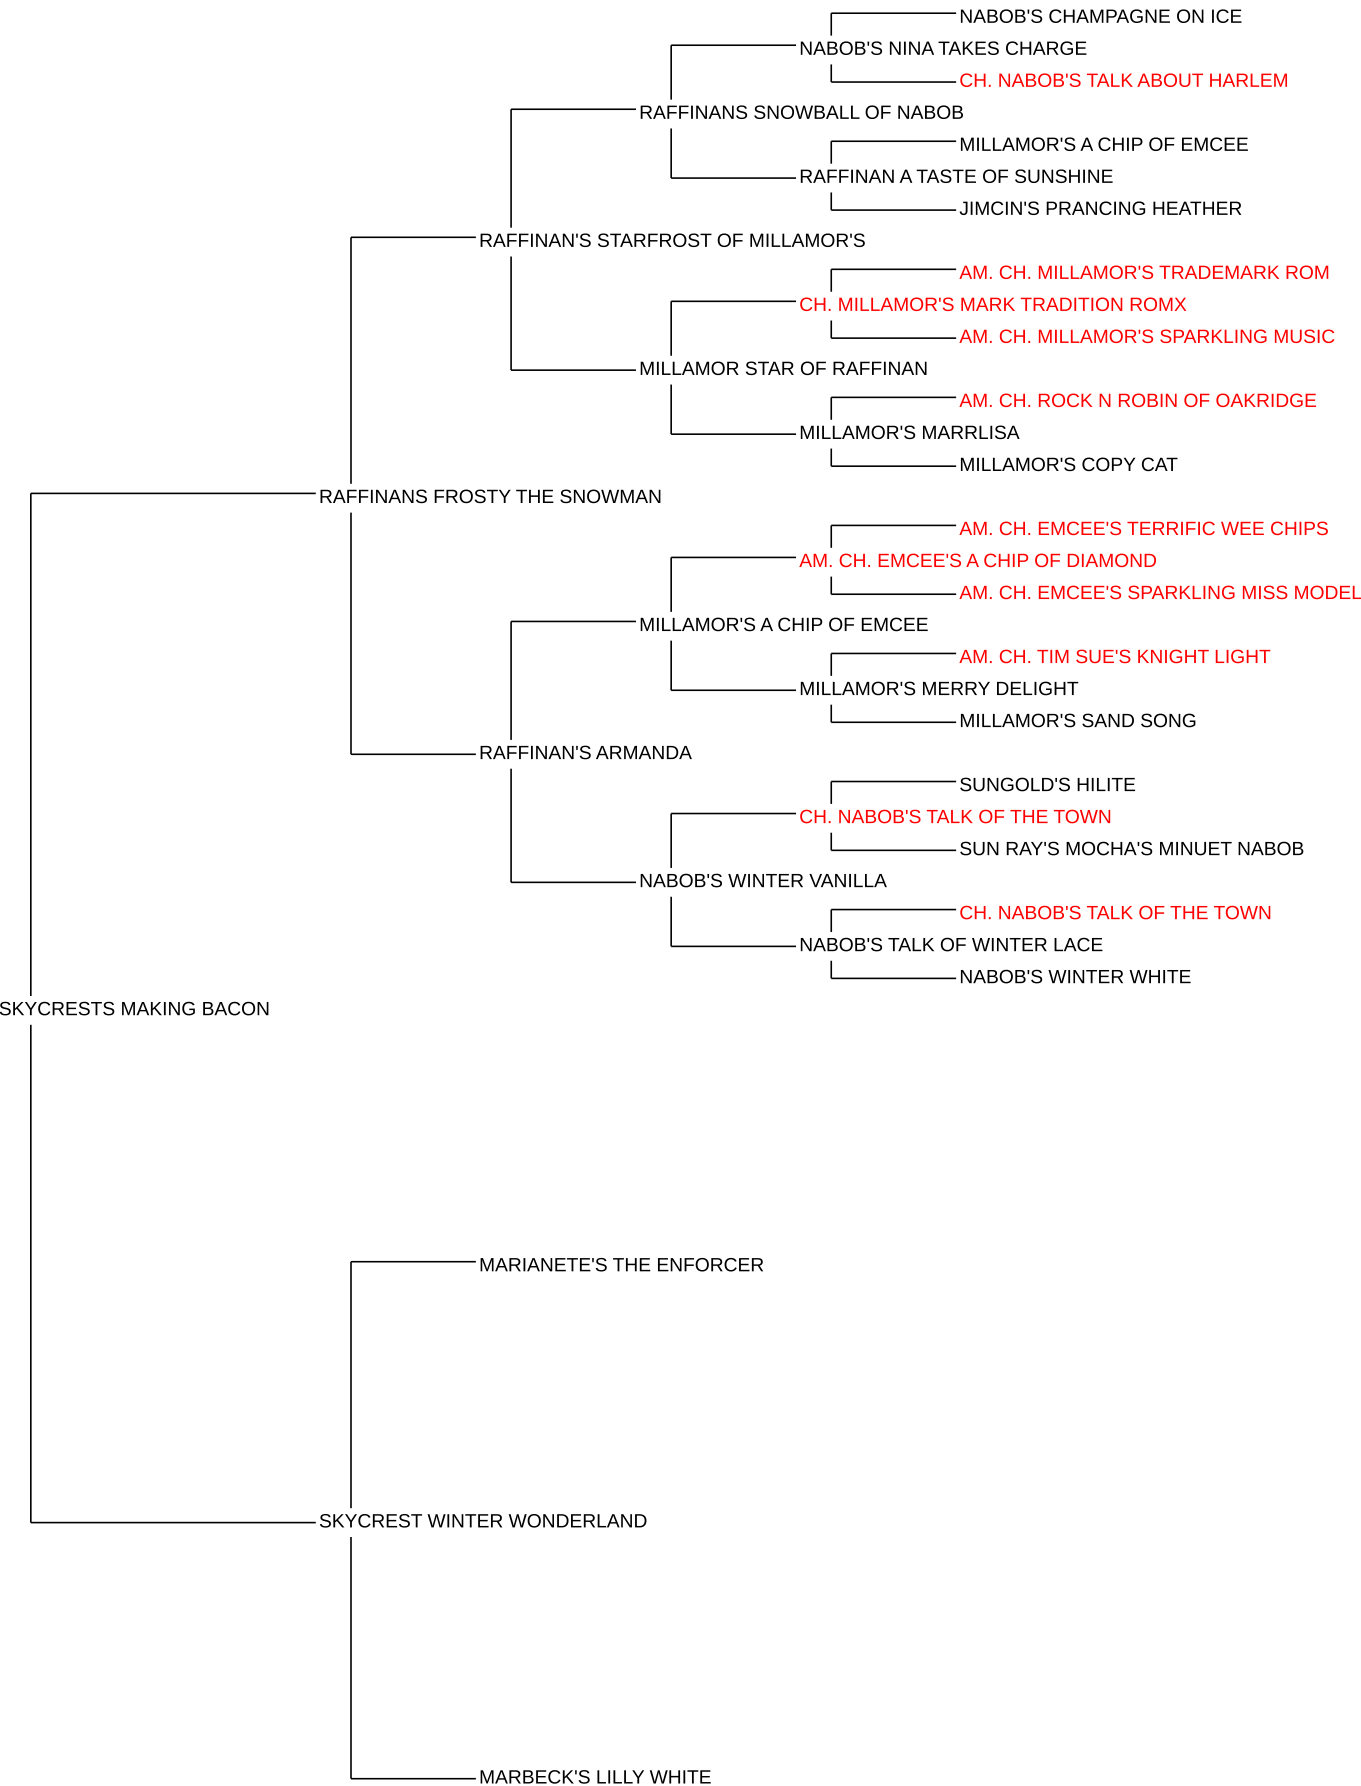 NABOB'S CHAMPAGNE ON ICE
NABOB'S NINA TAKES CHARGE
CH. NABOB'S TALK ABOUT HARLEM
RAFFINANS SNOWBALL OF NABOB
MILLAMOR'S A CHIP OF EMCEE
RAFFINAN A TASTE OF SUNSHINE
JIMCIN'S PRANCING HEATHER
RAFFINAN'S STARFROST OF MILLAMOR'S
AM. CH. MILLAMOR'S TRADEMARK ROM
CH. MILLAMOR'S MARK TRADITION ROMX
AM. CH. MILLAMOR'S SPARKLING MUSIC
MILLAMOR STAR OF RAFFINAN
AM. CH. ROCK N ROBIN OF OAKRIDGE
MILLAMOR'S MARRLISA
MILLAMOR'S COPY CAT
RAFFINANS FROSTY THE SNOWMAN
AM. CH. EMCEE'S TERRIFIC WEE CHIPS
AM. CH. EMCEE'S A CHIP OF DIAMOND
AM. CH. EMCEE'S SPARKLING MISS MODEL
MILLAMOR'S A CHIP OF EMCEE
AM. CH. TIM SUE'S KNIGHT LIGHT
MILLAMOR'S MERRY DELIGHT
MILLAMOR'S SAND SONG
RAFFINAN'S ARMANDA
SUNGOLD'S HILITE
CH. NABOB'S TALK OF THE TOWN
SUN RAY'S MOCHA'S MINUET NABOB
NABOB'S WINTER VANILLA
CH. NABOB'S TALK OF THE TOWN
NABOB'S TALK OF WINTER LACE
NABOB'S WINTER WHITE
SKYCRESTS MAKING BACON
MARIANETE'S THE ENFORCER
SKYCREST WINTER WONDERLAND
MARBECK'S LILLY WHITE